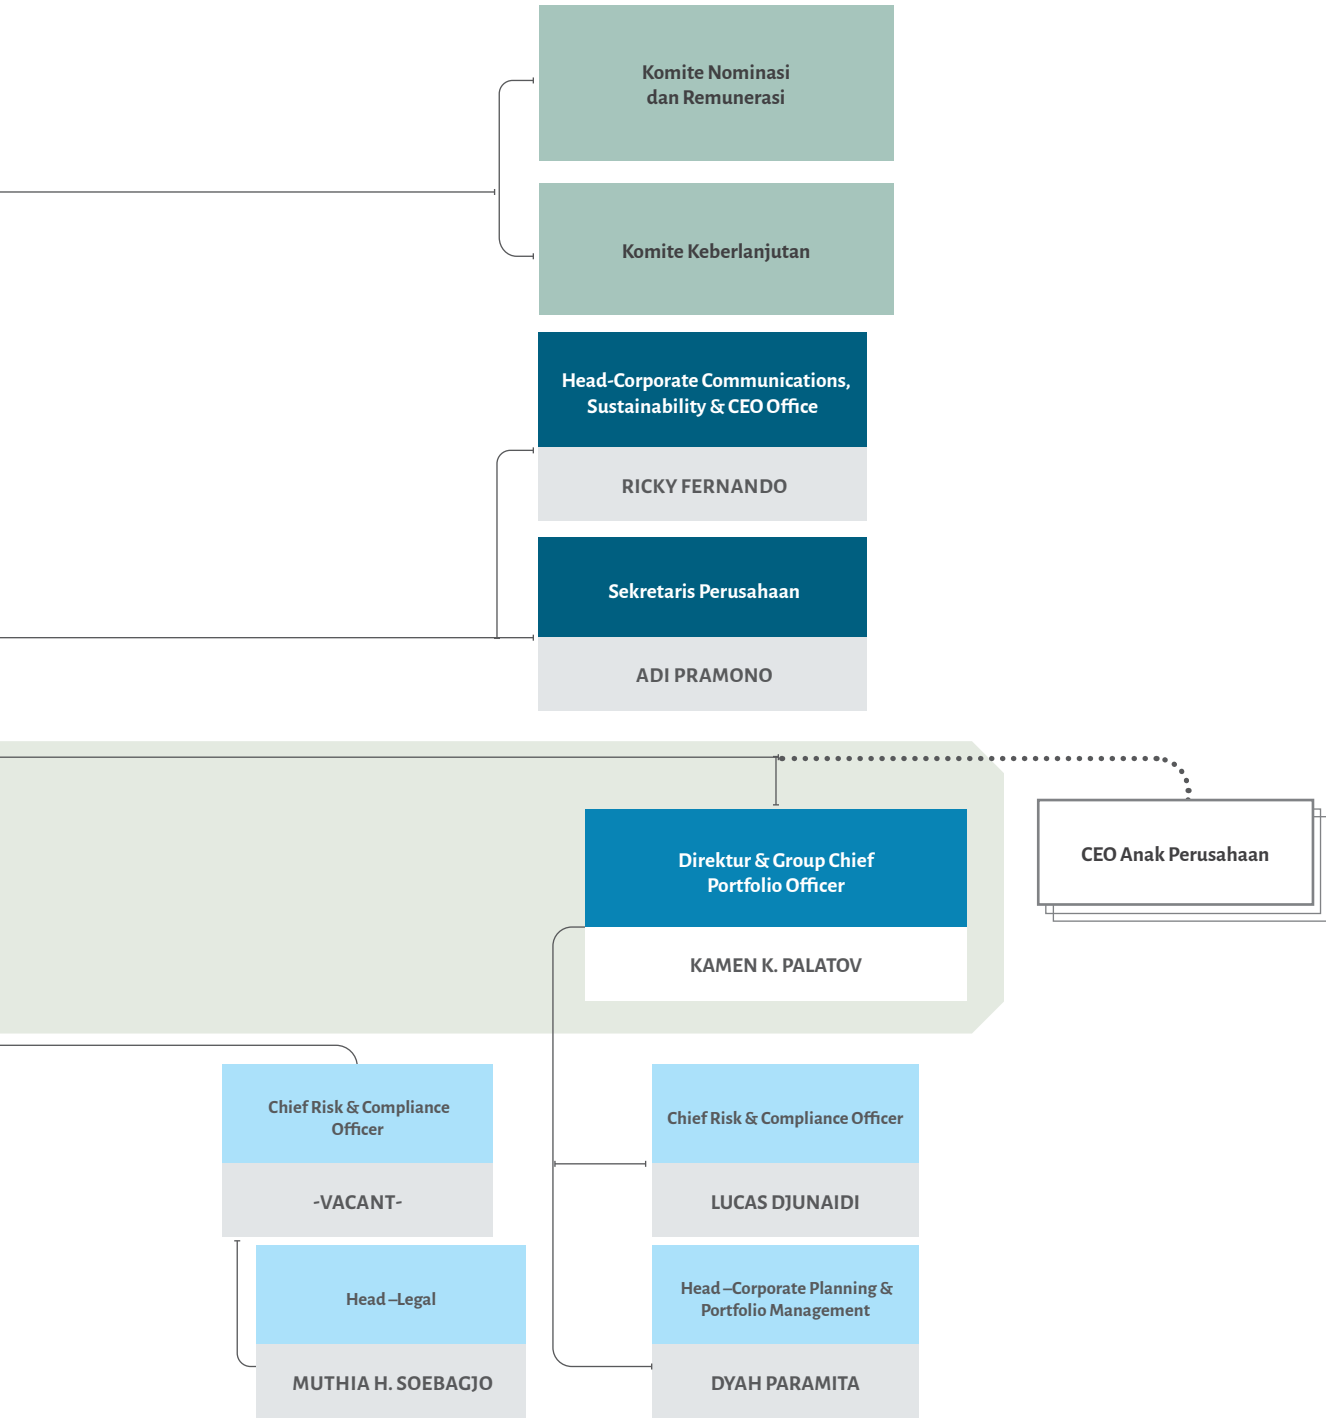 Komite Nominasi
dan Remunerasi
Komite Keberlanjutan
Head-Corporate Communications,
Sustainability & CEO Office
RICKY FERNANDO
Sekretaris Perusahaan
ADI PRAMONO
Direktur & Group Chief
Portfolio Officer
KAMEN K. PALATOV
CEO Anak Perusahaan
Chief Risk & Compliance
Officer
-VACANT-
Head –Legal
MUTHIA H. SOEBAGJO
Chief Risk & Compliance Officer
LUCAS DJUNAIDI
Head –Corporate Planning &
Portfolio Management
DYAH PARAMITA